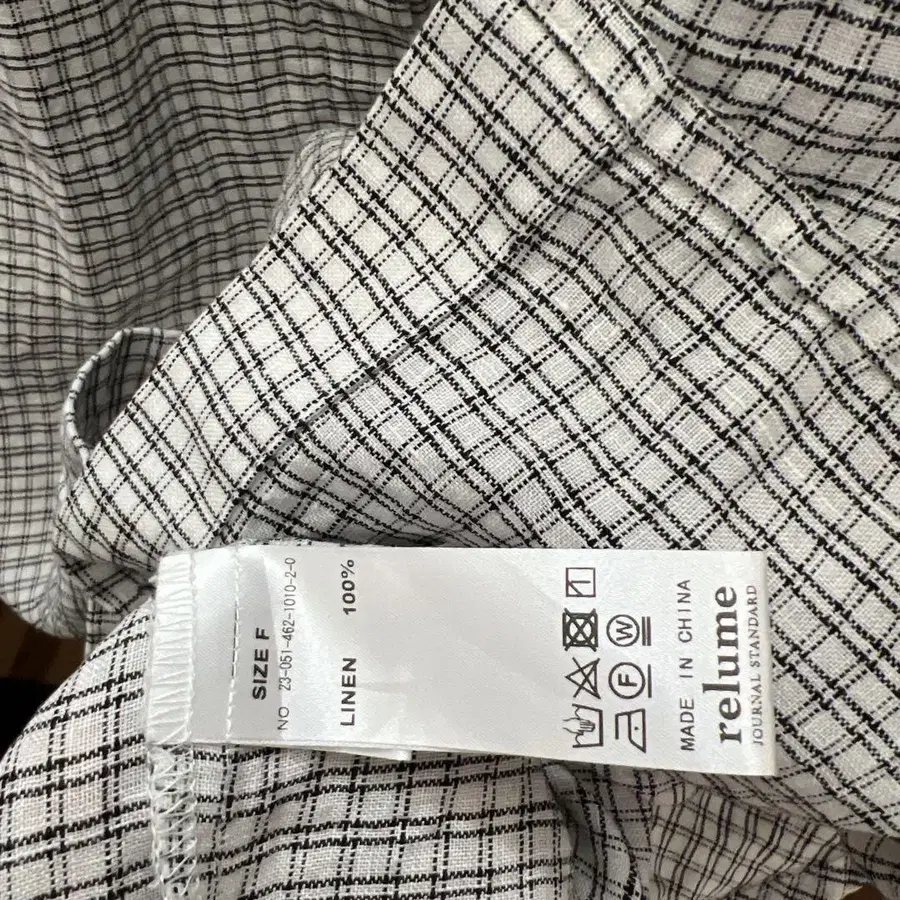 SIZE F
NO 23-051-462-1010-2-0
LINEN 100%
F W
MADE IN CHINA
relume
JOURNAL STANDARD